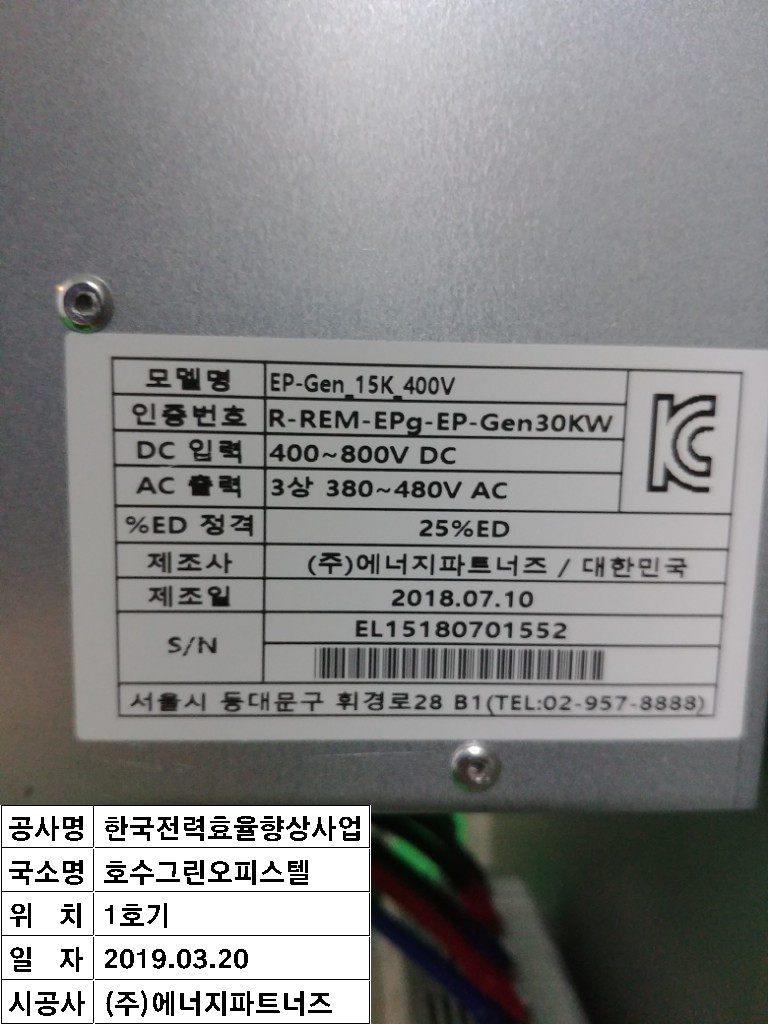 모델명 EP-Gen_15K_400V
인증번호 R-REM-EPg-EP-Gen30KW
DC 입력 400~800V DC
AC 출력 3상 380~480V AC
%ED 정격 25%ED
제조사 (주)에너지파트너즈 / 대한민국
제조일 2018.07.10
S/N EL15180701552
서울시 동대문구 휘경로28 B1(TEL:02-957-8888)
공사명 한국전력효율향상사업
국소명 호수그린오피스텔
위 치 1호기
일 자 2019.03.20
시공사 (주)에너지파트너즈